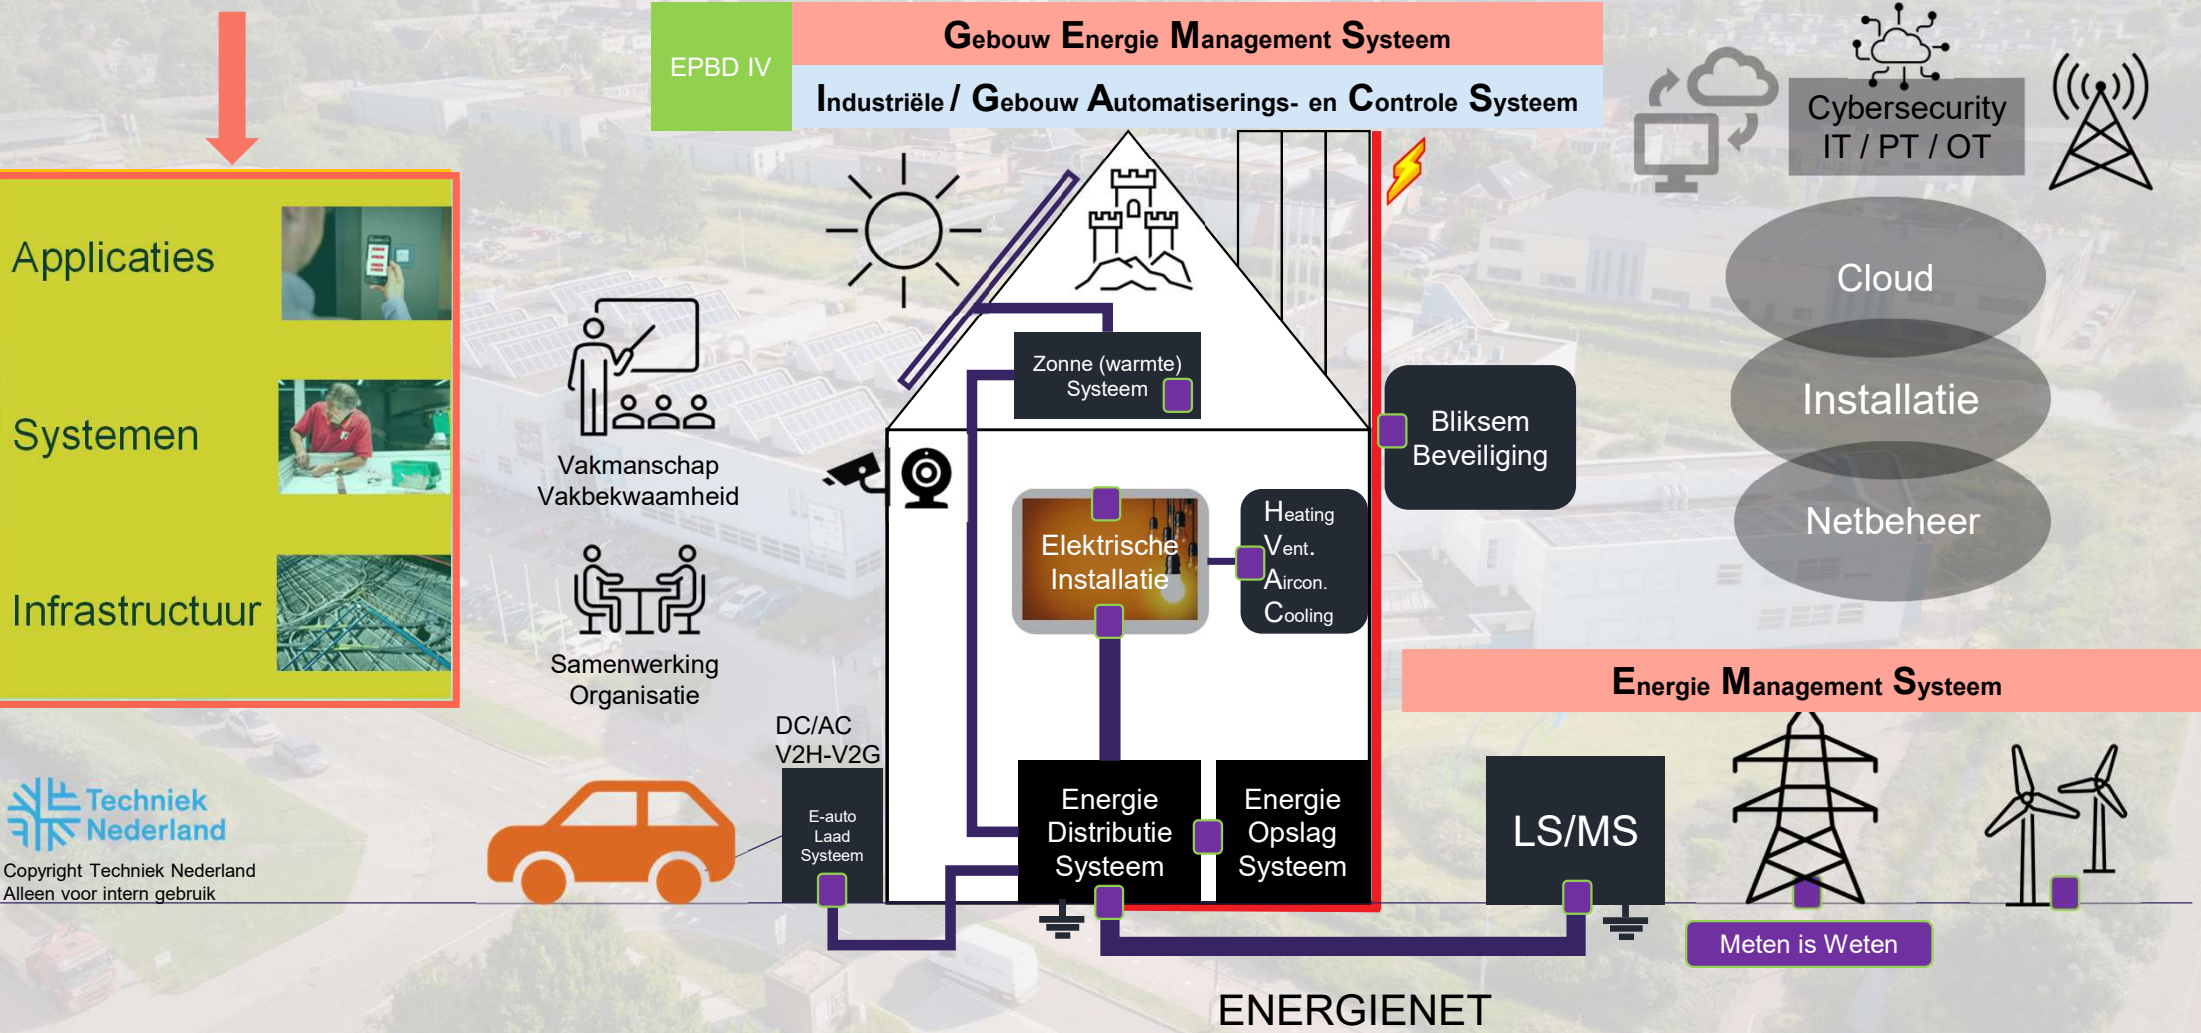 EPBD IV
Gebouw Energie Management Systeem
Industriële / Gebouw Automatiserings- en Controle Systeem
Cybersecurity
IT / PT / OT
Applicaties
Systemen
Infrastructuur
Vakmanschap
Vakbekwaamheid
Samenwerking
Organisatie
Zonne (warmte)
Systeem
Bliksem
Beveiliging
Elektrische
Installatie
Heating
Vent.
Aircon.
Cooling
Cloud
Installatie
Netbeheer
Energie Management Systeem
DC/AC
V2H-V2G
E-auto
Laad
Systeem
Energie
Distributie
Systeem
Energie
Opslag
Systeem
LS/MS
Meten is Weten
Techniek
Nederland
Copyright Techniek Nederland
Alleen voor intern gebruik
ENERGIENET